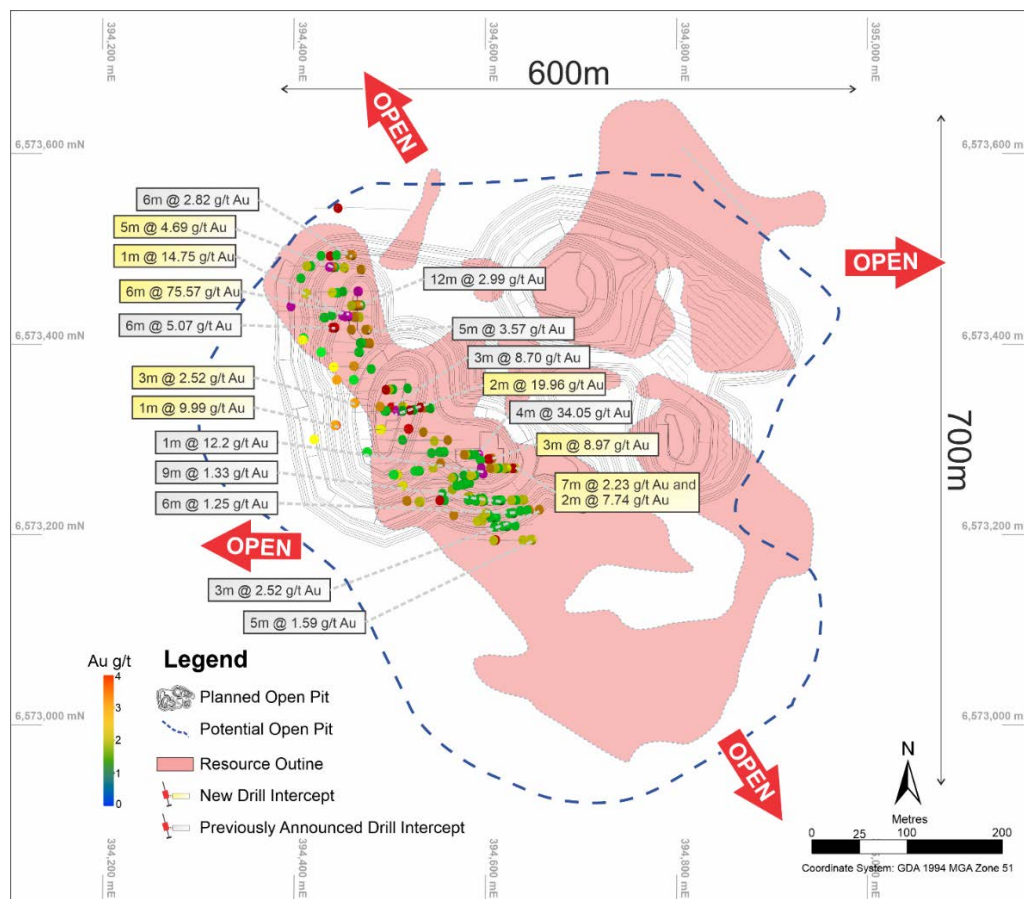 394,200 mE
394,400 mE
394,600 mE
394,800 mE
395,000 mE
600m
OPEN
6,573,600 mN
6,573,600 mN
6m @ 2.82 g/t Au
5m @ 4.69 g/t Au
1m @ 14.75 g/t Au
OPEN
12m @ 2.99 g/t Au
6m @ 75.57 g/t Au
6m @ 5.07 g/t Au
5m @ 3.57 g/t Au
6,573,400 mN
6,573,400 mN
3m @ 8.70 g/t Au
3m @ 2.52 g/t Au
2m @ 19.96 g/t Au
1m @ 9.99 g/t Au
4m @ 34.05 g/t Au
1m @ 12.2 g/t Au
3m @ 8.97 g/t Au
700m
9m @ 1.33 g/t Au
7m @ 2.23 g/t Au and
2m @ 7.74 g/t Au
6m @ 1.25 g/t Au
6,573,200 mN
6,573,200 mN
OPEN
3m @ 2.52 g/t Au
5m @ 1.59 g/t Au
Au g/t
4
3
2
1
0
Legend
Planned Open Pit
Potential Open Pit
Resource Outine
New Drill Intercept
Previously Announced Drill Intercept
6,573,000 mN
6,573,000 mN
OPEN
N
Metres
0 25 100 200
Coordinate System: GDA 1994 MGA Zone 51
394,200 mE
394,400 mE
394,600 mE
394,800 mE